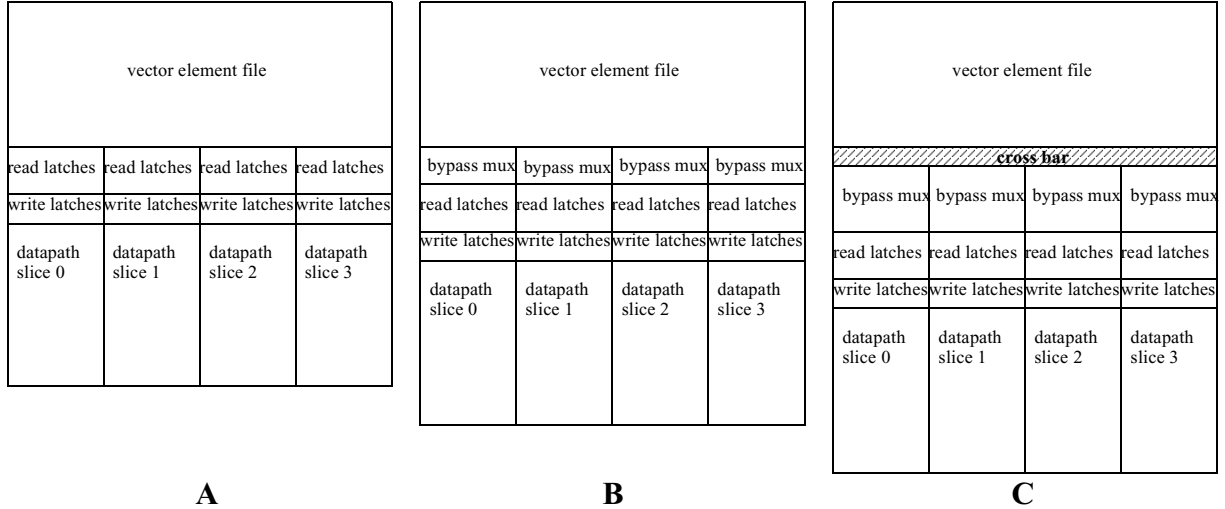 vector element file
read latches read latches read latches read latches
write latches write latches write latches write latches
datapath slice 0
datapath slice 1
datapath slice 2
datapath slice 3
A
vector element file
bypass mux bypass mux bypass mux bypass mux
read latches read latches read latches read latches
write latches write latches write latches write latches
datapath slice 0
datapath slice 1
datapath slice 2
datapath slice 3
B
vector element file
cross bar
bypass mux bypass mux bypass mux bypass mux
read latches read latches read latches read latches
write latches write latches write latches write latches
datapath slice 0
datapath slice 1
datapath slice 2
datapath slice 3
C